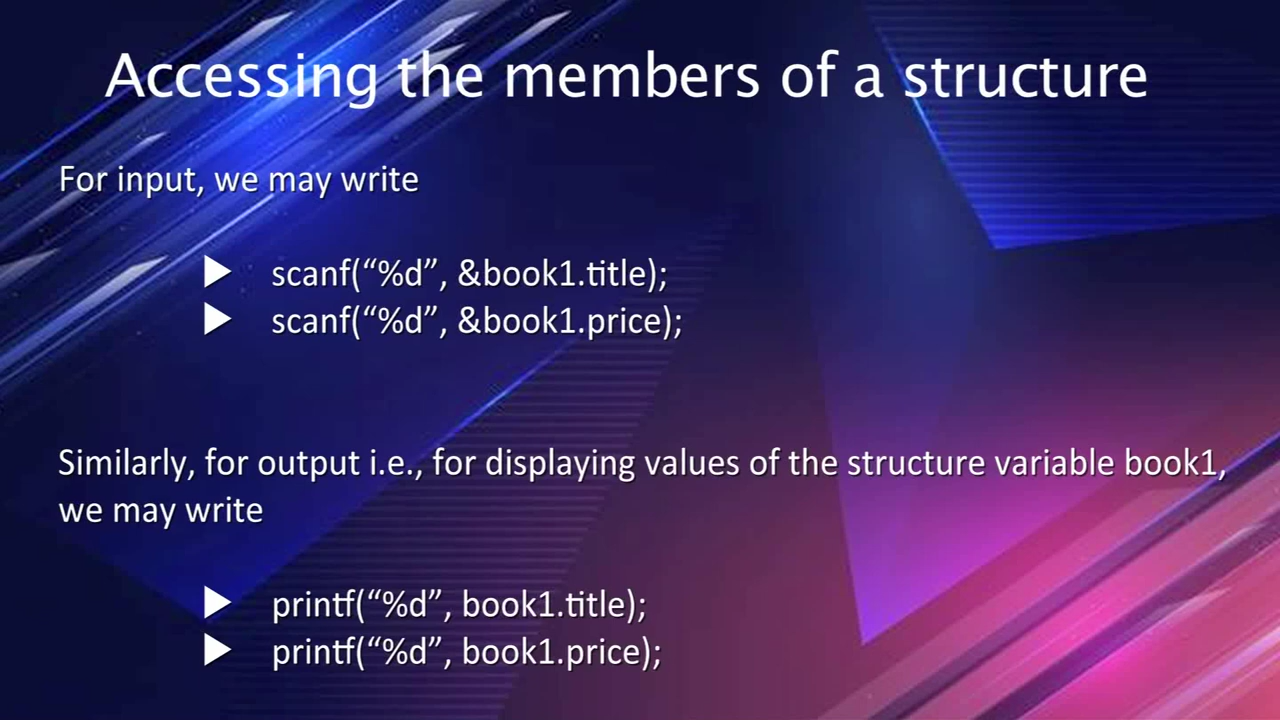 Accessing the members of a structure
For input, we may write
▶ scanf(“%d”, &book1.title);
▶ scanf(“%d”, &book1.price);
Similarly, for output i.e., for displaying values of the structure variable book1,
we may write
▶ printf(“%d”, book1.title);
▶ printf(“%d”, book1.price);